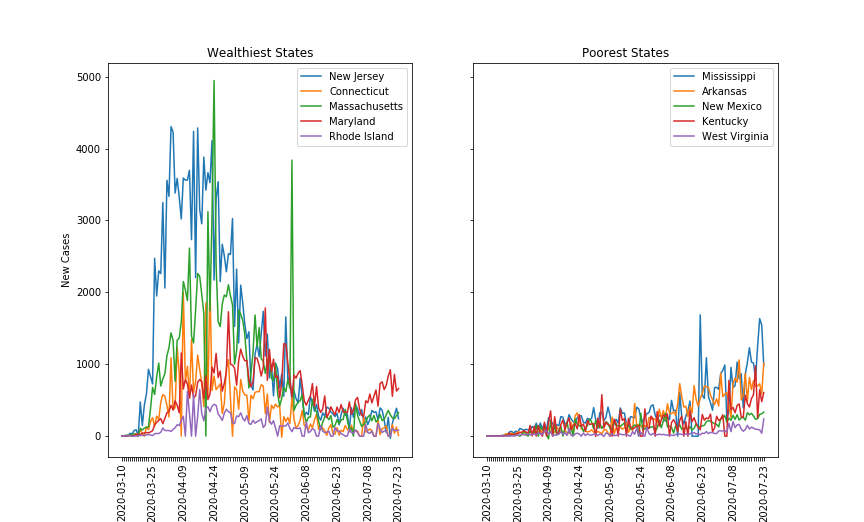 Wealthiest States
Poorest States
New Cases
5000
4000
3000
2000
1000
0
New Jersey
Connecticut
Massachusetts
Maryland
Rhode Island
Mississippi
Arkansas
New Mexico
Kentucky
West Virginia
2020-03-10
2020-03-25
2020-04-09
2020-04-24
2020-05-09
2020-05-24
2020-06-08
2020-06-23
2020-07-08
2020-07-23
2020-03-10
2020-03-25
2020-04-09
2020-04-24
2020-05-09
2020-05-24
2020-06-08
2020-06-23
2020-07-08
2020-07-23